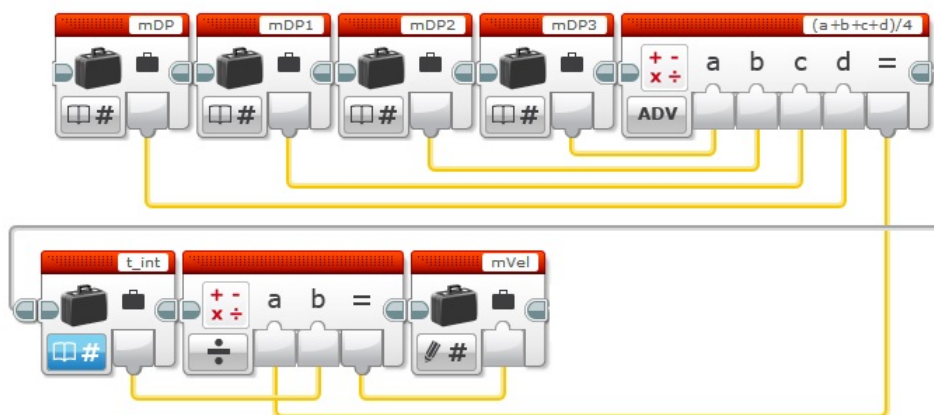 mDP mDP1 mDP2 mDP3 (a+b+c+d)/4
+ - x ÷ a b c d =
# # # # ADV
t_int mVel
+ - x ÷ a b =
# ÷ #